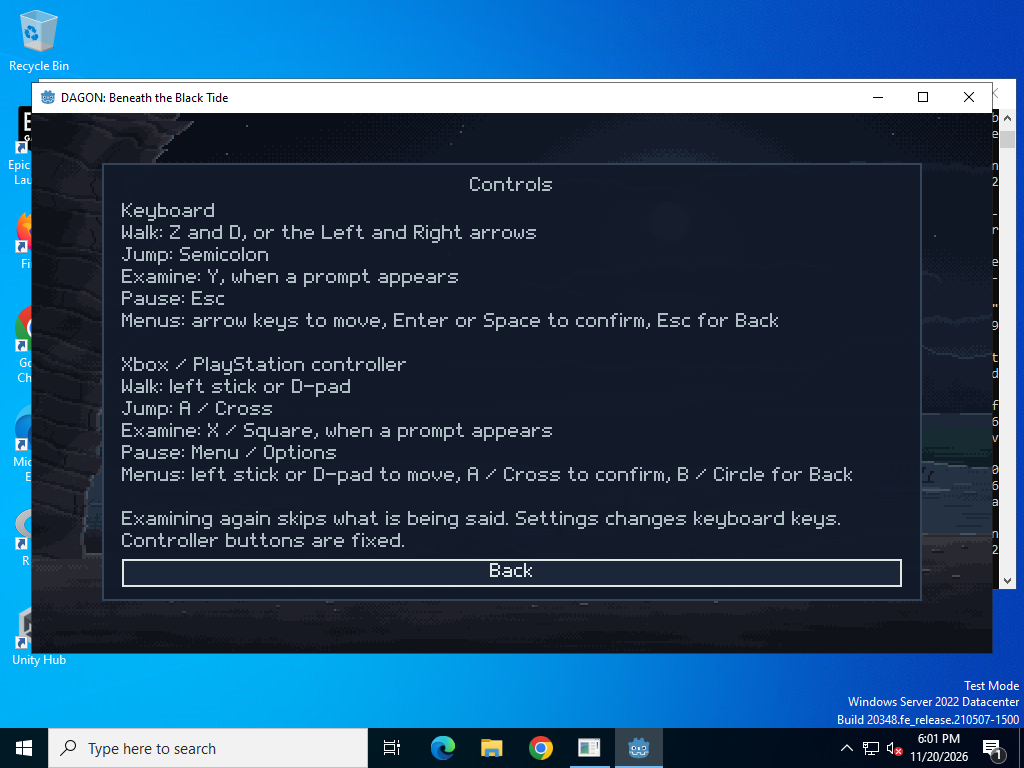 Recycle Bin
DAGON: Beneath the Black Tide
Controls
Keyboard
Walk: Z and D, or the Left and Right arrows
Jump: Semicolon
Examine: Y, when a prompt appears
Pause: Esc
Menus: arrow keys to move, Enter or Space to confirm, Esc for Back
Xbox / PlayStation controller
Walk: left stick or D-pad
Jump: A / Cross
Examine: X / Square, when a prompt appears
Pause: Menu / Options
Menus: left stick or D-pad to move, A / Cross to confirm, B / Circle for Back
Examining again skips what is being said. Settings changes keyboard keys.
Controller buttons are fixed.
Back
Unity Hub
Test Mode
Windows Server 2022 Datacenter
Build 20348.fe_release.210507-1500
Type here to search
6:01 PM
11/20/2026
1